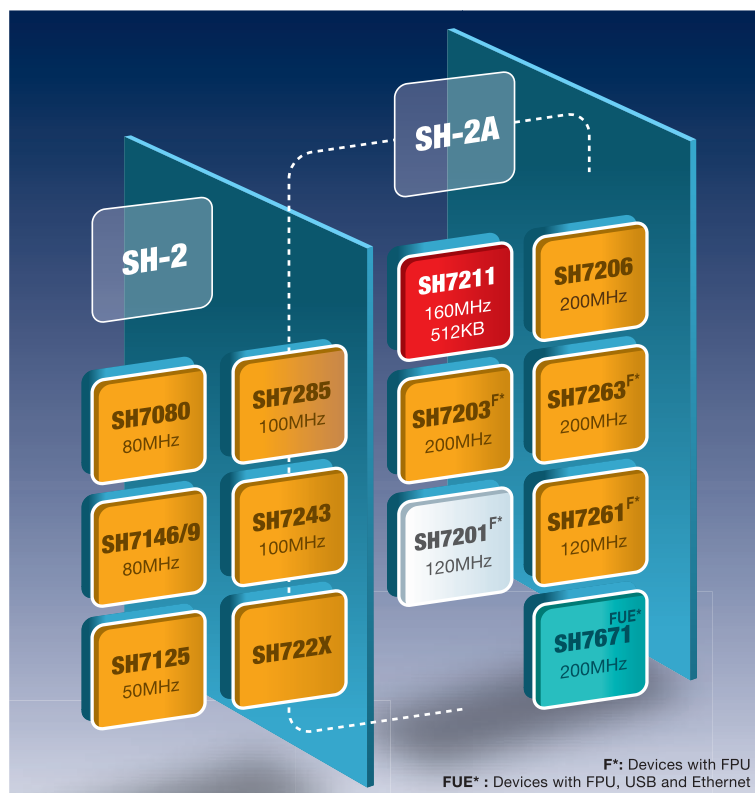 SH-2A
SH-2
SH7211
160MHz
512KB
SH7206
200MHz
SH7080
80MHz
SH7285
100MHz
SH7203F*
200MHz
SH7263F*
200MHz
SH7146/9
80MHz
SH7243
100MHz
SH7201F*
120MHz
SH7261F*
120MHz
SH7125
50MHz
SH722X
FUE*
SH7671
200MHz
F*: Devices with FPU
FUE* : Devices with FPU, USB and Ethernet